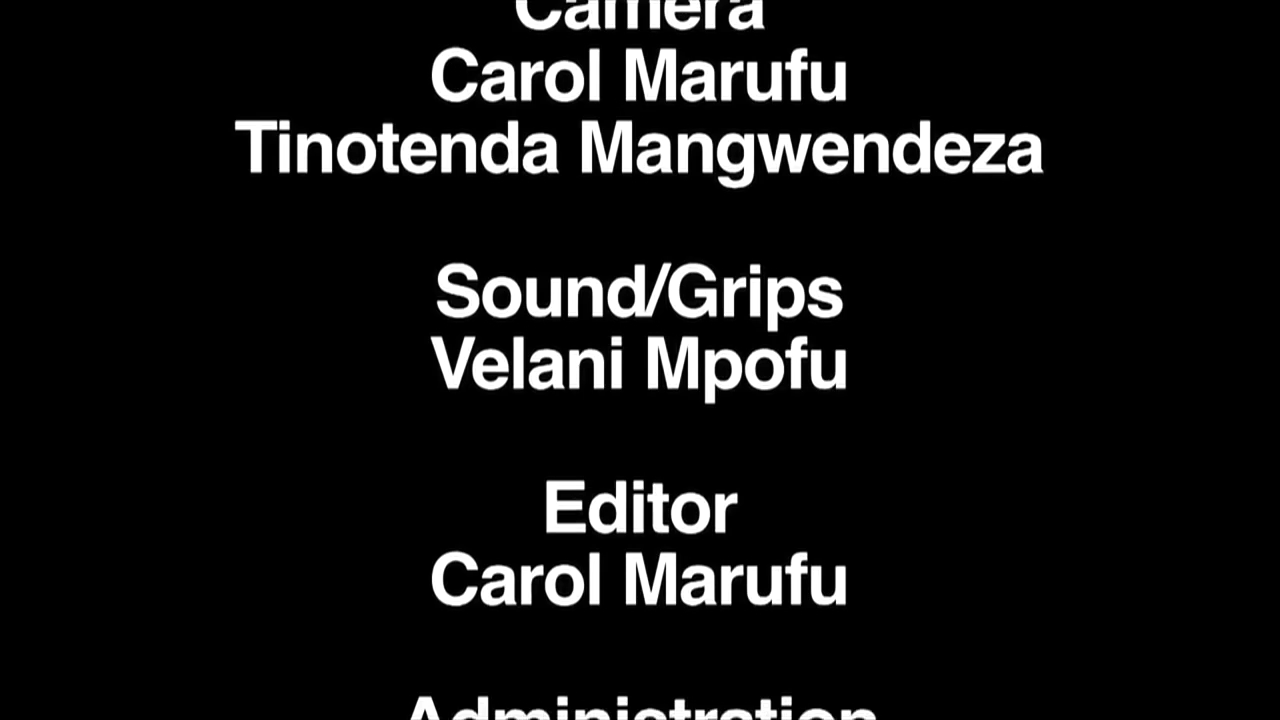 Camera
Carol Marufu
Tinotenda Mangwendeza
Sound/Grips
Velani Mpofu
Editor
Carol Marufu
Administration